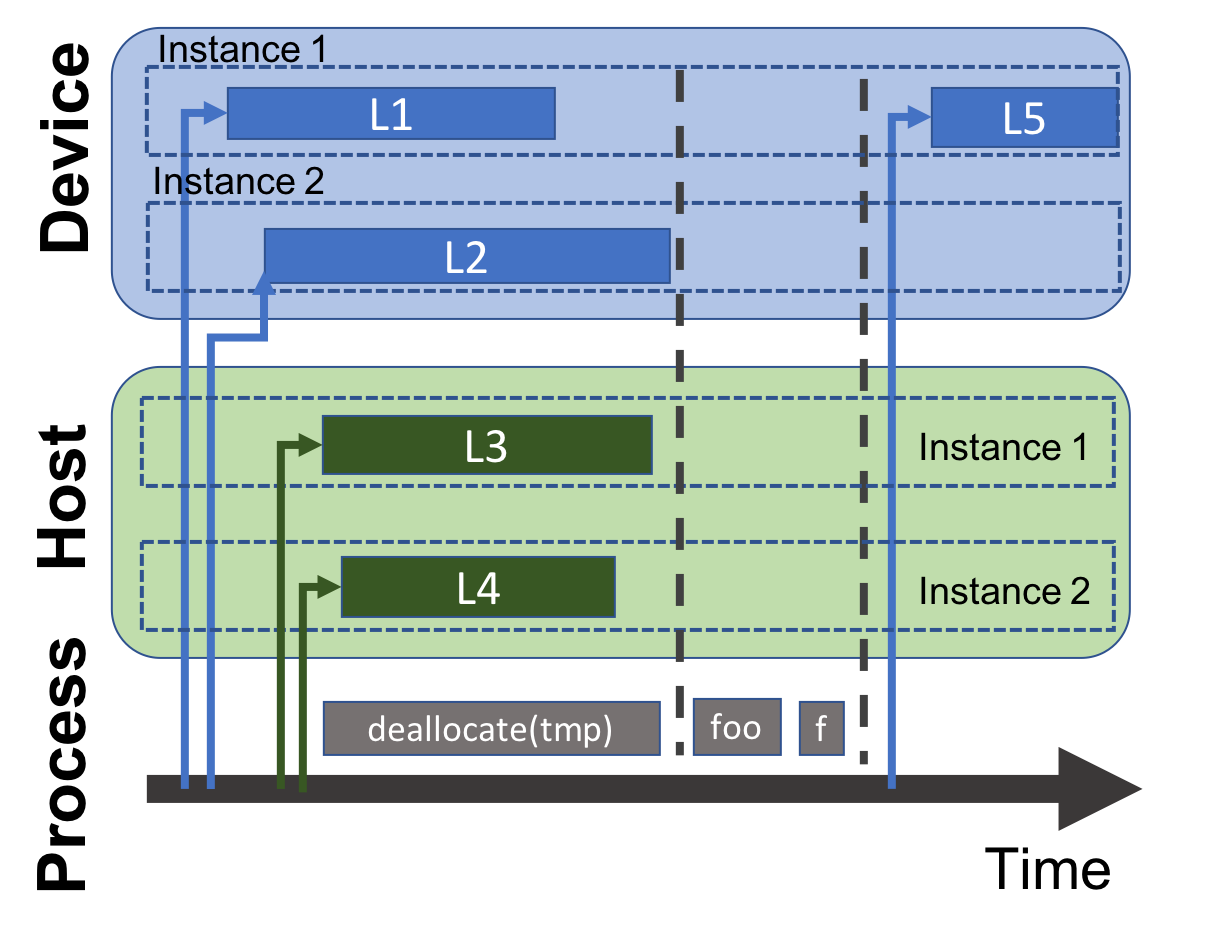 Device
Instance 1
L1
L5
Instance 2
L2
Host
L3
Instance 1
L4
Instance 2
Process
deallocate(tmp)
foo
f
Time